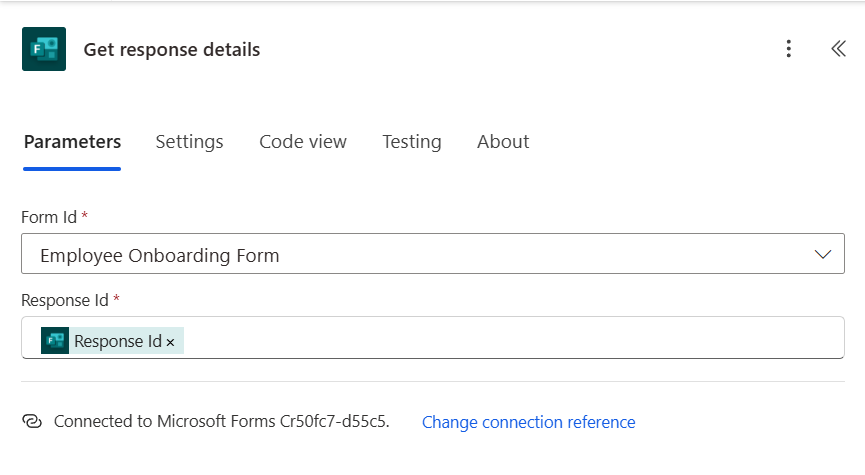 Get response details
Parameters Settings Code view Testing About
Form Id *
Employee Onboarding Form
Response Id *
F Response Id ×
Connected to Microsoft Forms Cr50fc7-d55c5. Change connection reference